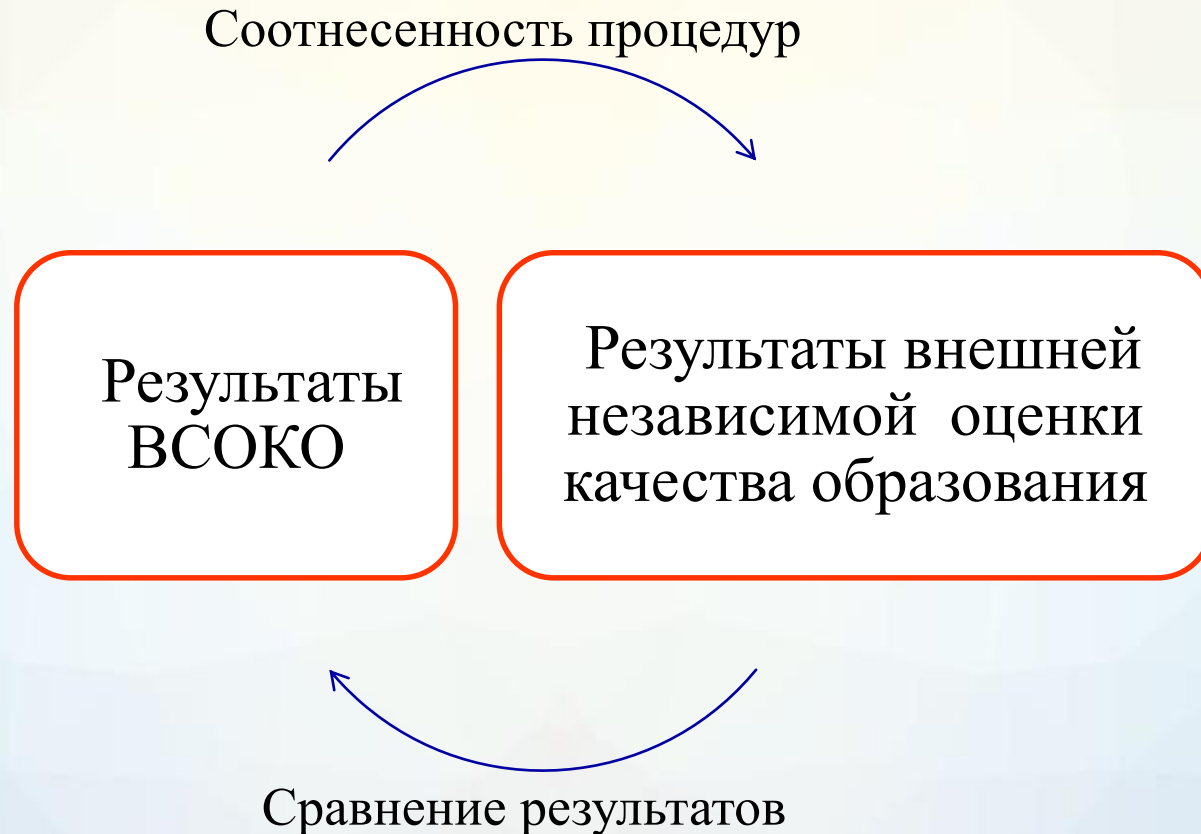 Соотнесенность процедур
Результаты
ВСОКО
Результаты внешней
независимой оценки
качества образования
Сравнение результатов